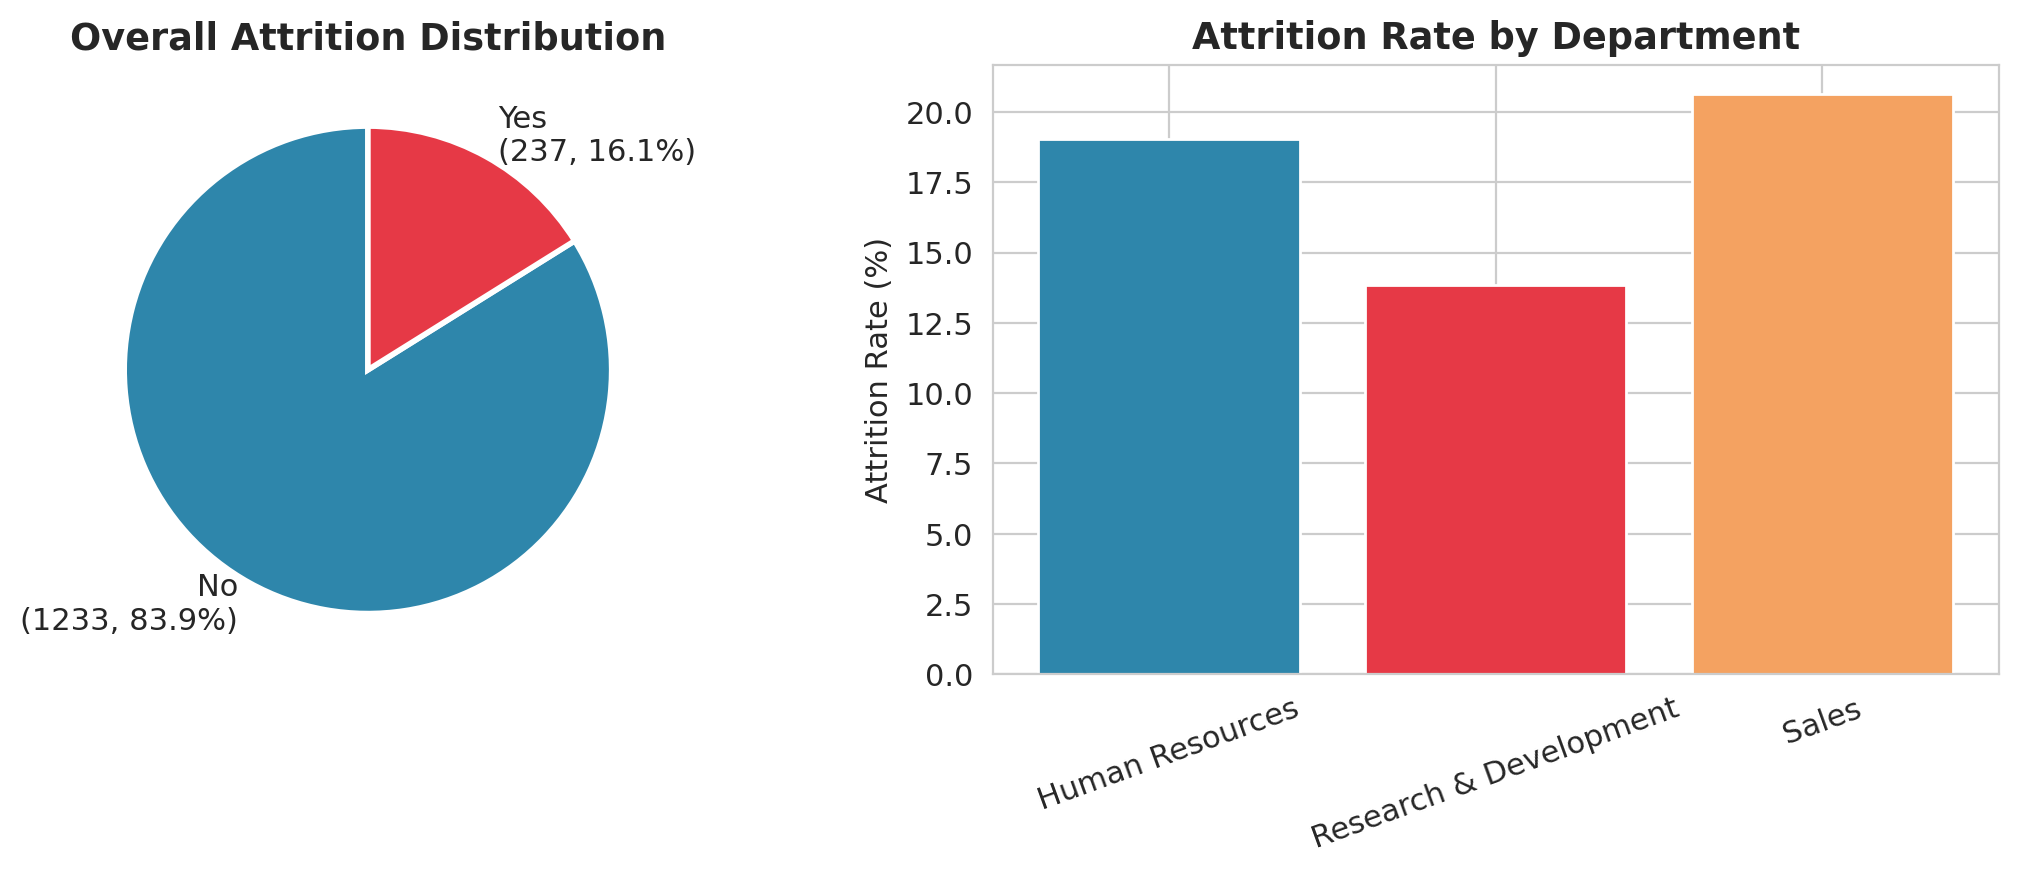 Overall Attrition Distribution
Yes
(237, 16.1%)
No
(1233, 83.9%)
Attrition Rate by Department
Attrition Rate (%)
20.0
17.5
15.0
12.5
10.0
7.5
5.0
2.5
0.0
Human Resources
Research & Development
Sales